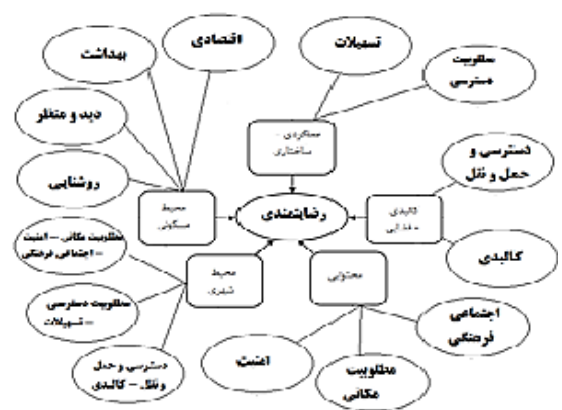 اقتصادی
تسهیلات
بهداشت
مطلوبیت
دسترسی
دید و منظر
عملکردی -
ساختاری
دسترسی و
حمل و نقل
روشنایی
محیط
مسکونی
رضایتمندی
کالبدی
فضایی
مطلوبیت مکانی – امنیت
– اجتماعی فرهنگی
کالبدی
محیط
شهری
محتوایی
مطلوبیت دسترسی
– تسهیلات
اجتماعی
فرهنگی
دسترسی و حمل
و نقل – کالبدی
امنیت
مطلوبیت
مکانی